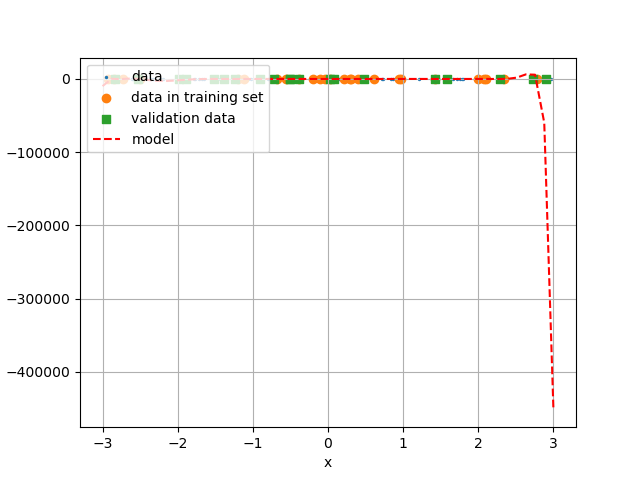 data
data in training set
validation data
model
0
−100000
−200000
−300000
−400000
−3
−2
−1
0
1
2
3
x